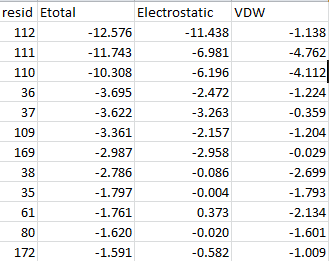 resid Etotal Electrostatic VDW
112 -12.576 -11.438 -1.138
111 -11.743 -6.981 -4.762
110 -10.308 -6.196 -4.112
36 -3.695 -2.472 -1.224
37 -3.622 -3.263 -0.359
109 -3.361 -2.157 -1.204
169 -2.987 -2.958 -0.029
38 -2.786 -0.086 -2.699
35 -1.797 -0.004 -1.793
61 -1.761 0.373 -2.134
80 -1.620 -0.020 -1.601
172 -1.591 -0.582 -1.009